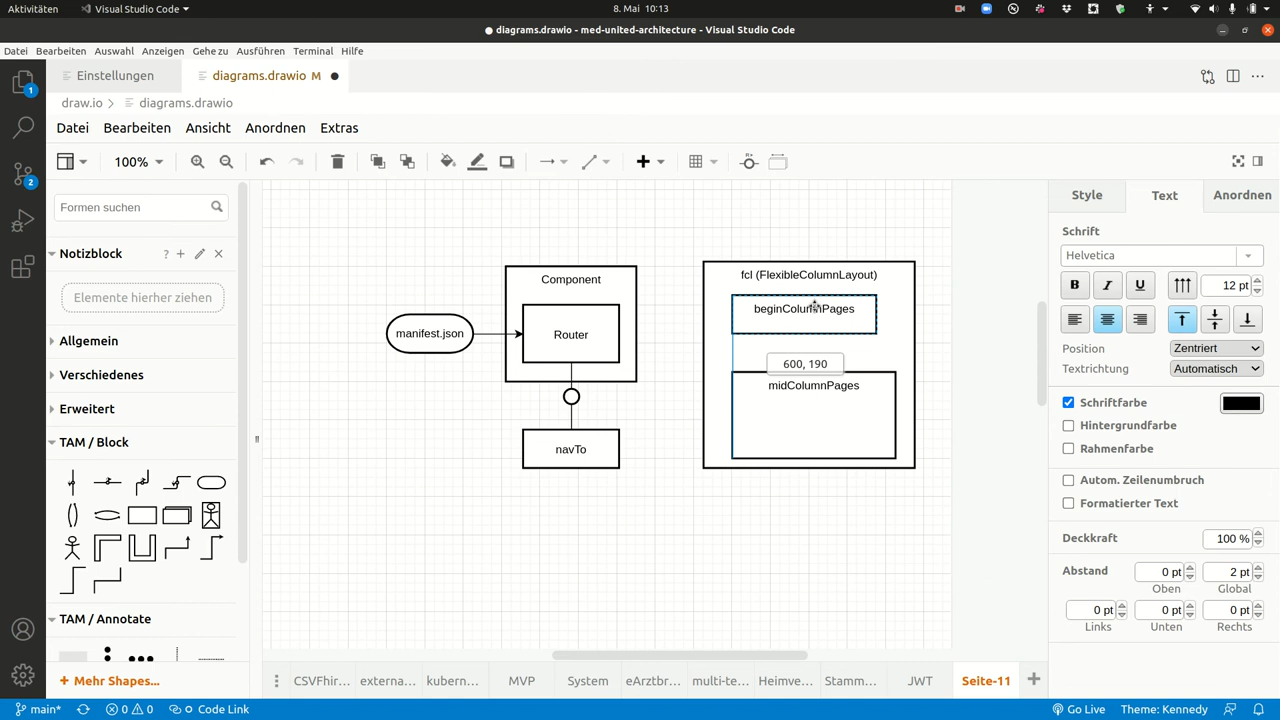 Aktivitäten
Visual Studio Code
8. Mai 10:13
diagrams.drawio - med-united-architecture - Visual Studio Code
Datei Bearbeiten Auswahl Anzeigen Gehe zu Ausführen Terminal Hilfe
Einstellungen
diagrams.drawio M
draw.io
diagrams.drawio
Datei Bearbeiten Ansicht Anordnen Extras
100%
Formen suchen
Notizblock
?
Elemente hierher ziehen
Allgemein
Verschiedenes
Erweitert
TAM / Block
TAM / Annotate
+ Mehr Shapes...
1
2
manifest.json
Component
Router
navTo
fcl (FlexibleColumnLayout)
beginColumnPages
600, 190
midColumnPages
Style
Text
Anordnen
Schrift
Helvetica
B
I
U
12 pt
Position
Zentriert
Textrichtung
Automatisch
Schriftfarbe
Hintergrundfarbe
Rahmenfarbe
Autom. Zeilenumbruch
Formatierter Text
Deckkraft
100 %
Abstand
0 pt
2 pt
Oben
Global
0 pt
0 pt
0 pt
Links
Unten
Rechts
CSVFhir...
externa...
kubern...
MVP
System
eArztbr...
multi-te...
Heimve...
Stamm...
JWT
Seite-11
main*
0
0
Code Link
Go Live
Theme: Kennedy